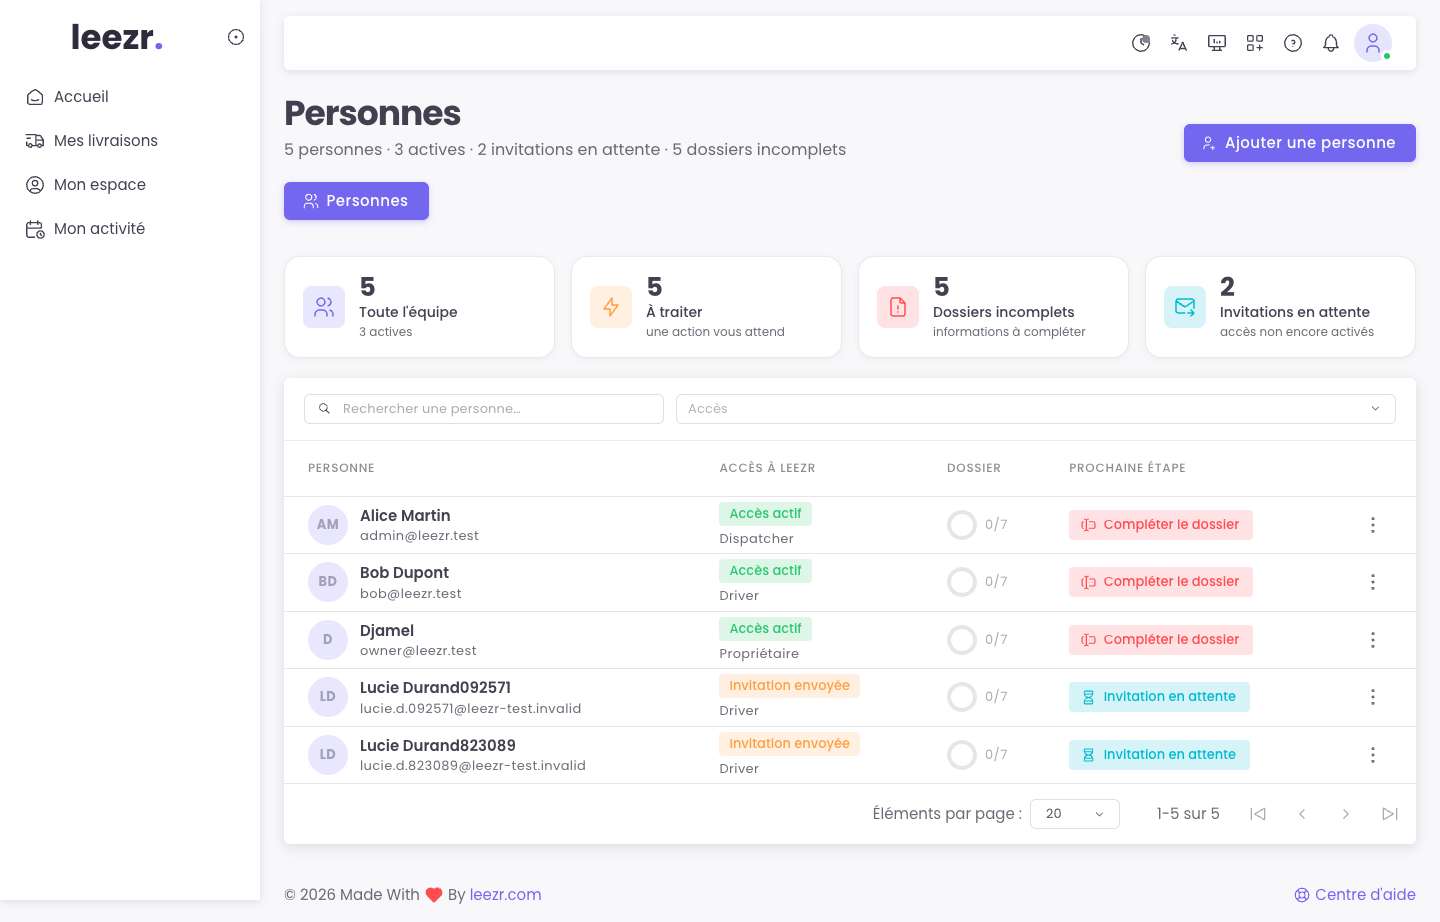 leezr.
Accueil
Mes livraisons
Mon espace
Mon activité
Personnes
5 personnes · 3 actives · 2 invitations en attente · 5 dossiers incomplets
Ajouter une personne
Personnes
5
Toute l'équipe
3 actives
5
À traiter
une action vous attend
5
Dossiers incomplets
informations à compléter
2
Invitations en attente
accès non encore activés
Rechercher une personne...
Accès
PERSONNE ACCÈS À LEEZR DOSSIER PROCHAINE ÉTAPE
AM Alice Martin
admin@leezr.test
Accès actif
Dispatcher
0/7
Compléter le dossier
BD Bob Dupont
bob@leezr.test
Accès actif
Driver
0/7
Compléter le dossier
D Djamel
owner@leezr.test
Accès actif
Propriétaire
0/7
Compléter le dossier
LD Lucie Durand092571
lucie.d.092571@leezr-test.invalid
Invitation envoyée
Driver
0/7
Invitation en attente
LD Lucie Durand823089
lucie.d.823089@leezr-test.invalid
Invitation envoyée
Driver
0/7
Invitation en attente
Éléments par page : 20 1-5 sur 5
© 2026 Made With By leezr.com
Centre d'aide